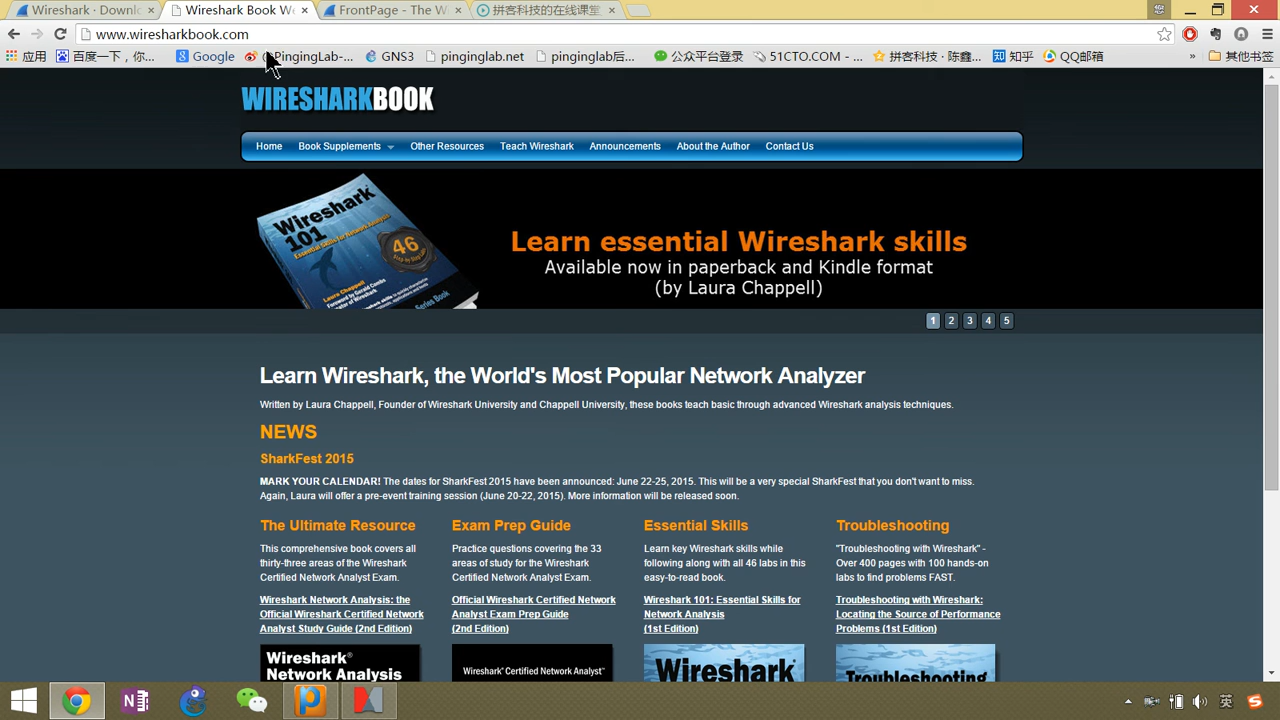 Wireshark · Downlo
Wireshark Book We
FrontPage - The Wi
拼客科技的在线课堂_
www.wiresharkbook.com
应用
百度一下，你...
Google
@PingingLab-...
GNS3
pinginglab.net
pinginglab后...
公众平台登录
51CTO.COM - ...
拼客科技 · 陈鑫...
知乎
QQ邮箱
»
其他书签
WIRESHARKBOOK
Home
Book Supplements
Other Resources
Teach Wireshark
Announcements
About the Author
Contact Us
Wireshark
101
Essential Skills for Network Analysis
46
Laura Chappell
Learn essential Wireshark skills
Available now in paperback and Kindle format
(by Laura Chappell)
1 2 3 4 5
Learn Wireshark, the World's Most Popular Network Analyzer
Written by Laura Chappell, Founder of Wireshark University and Chappell University, these books teach basic through advanced Wireshark analysis techniques.
NEWS
SharkFest 2015
MARK YOUR CALENDAR! The dates for SharkFest 2015 have been announced: June 22-25, 2015. This will be a very special SharkFest that you don't want to miss.
Again, Laura will offer a pre-event training session (June 20-22, 2015). More information will be released soon.
The Ultimate Resource
This comprehensive book covers all
thirty-three areas of the Wireshark
Certified Network Analyst Exam.
Wireshark Network Analysis: the
Official Wireshark Certified Network
Analyst Study Guide (2nd Edition)
Wireshark®
Network Analysis
Exam Prep Guide
Practice questions covering the 33
areas of study for the Wireshark
Certified Network Analyst Exam.
Official Wireshark Certified Network
Analyst Exam Prep Guide
(2nd Edition)
Wireshark® Certified Network Analyst™
Essential Skills
Learn key Wireshark skills while
following along with all 46 labs in this
easy-to-read book.
Wireshark 101: Essential Skills for
Network Analysis
(1st Edition)
Wireshark
Troubleshooting
"Troubleshooting with Wireshark" -
Over 400 pages with 100 hands-on
labs to find problems FAST.
Troubleshooting with Wireshark:
Locating the Source of Performance
Problems (1st Edition)
Troubleshooting
英